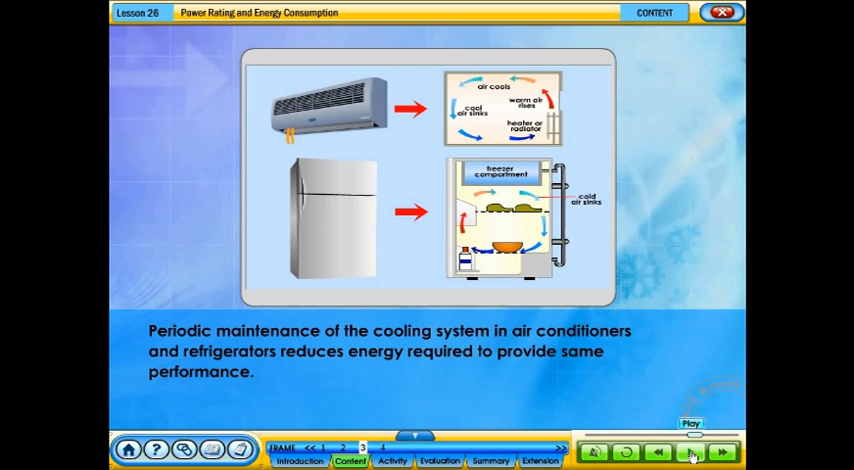 Lesson 26
Power Rating and Energy Consumption
CONTENT
air cools
cool
air sinks
warm air
rises
heater or
radiator
freezer
compartment
cold
air sinks
Periodic maintenance of the cooling system in air conditioners
and refrigerators reduces energy required to provide same
performance.
Play
FRAME << 1 2 3 4 >>
Introduction Content Activity Evaluation Summary Extension